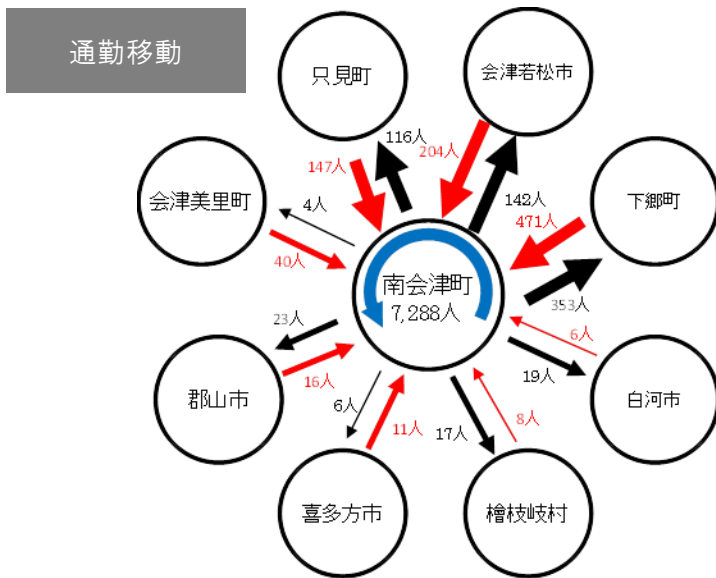 通勤移動
只見町
会津若松市
116人
204人
147人
142人
471人
会津美里町
4人
下郷町
南会津町
7,288人
40人
353人
23人
6人
16人
19人
郡山市
白河市
6人
11人
17人
8人
喜多方市
檜枝岐村